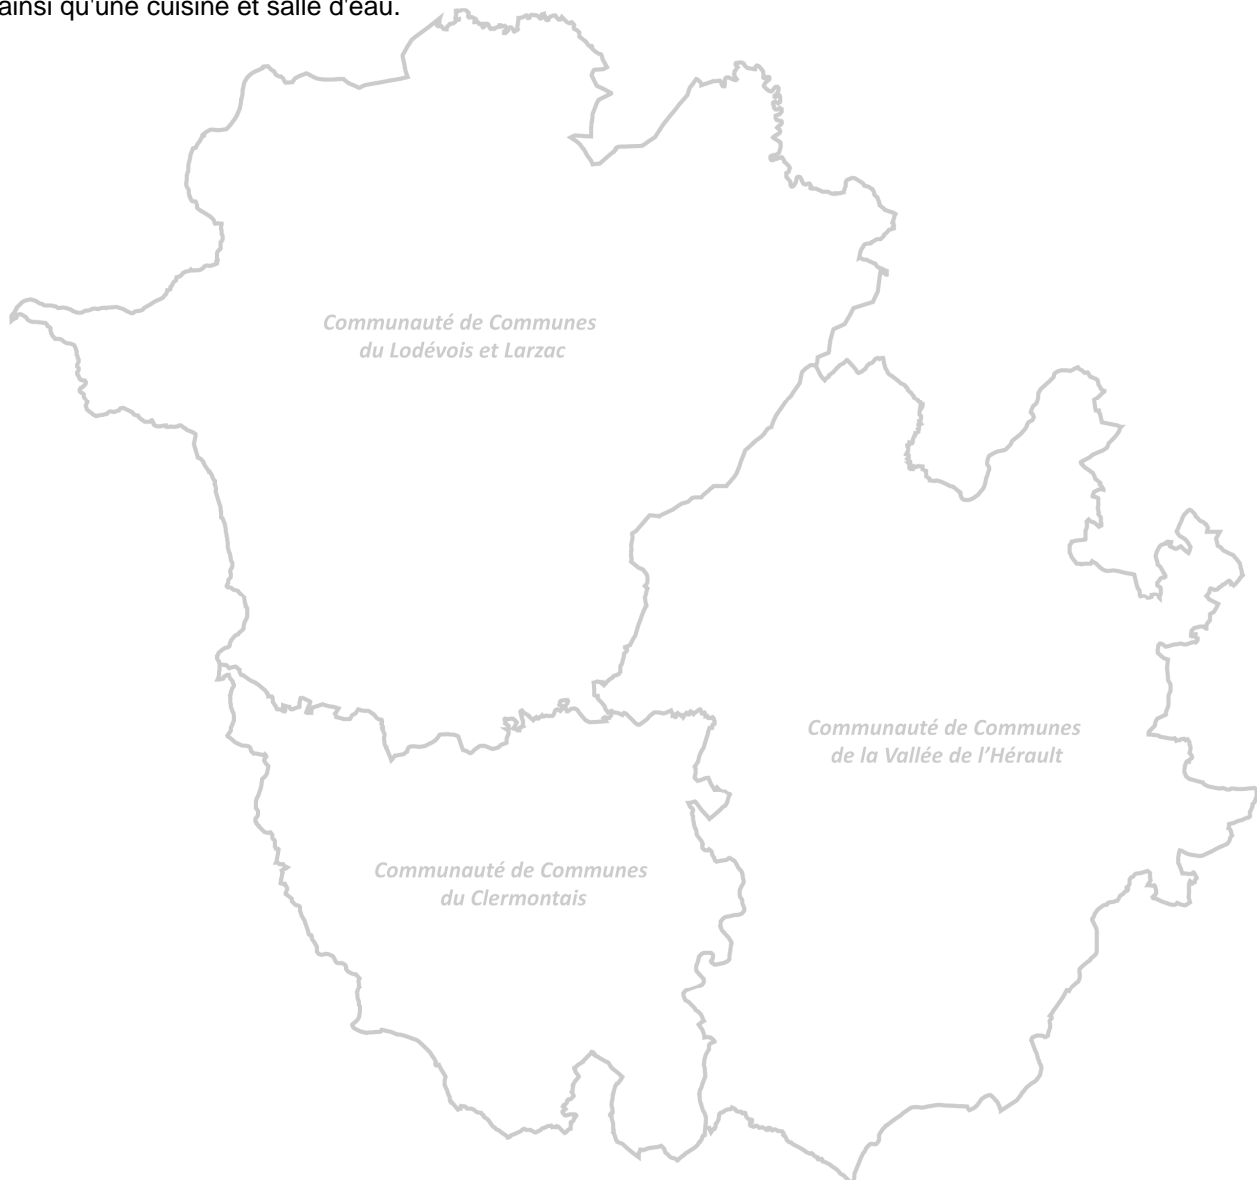 ainsi qu'une cuisine et salle d'eau.
Communauté de Communes
du Lodévois et Larzac
Communauté de Communes
de la Vallée de l'Hérault
Communauté de Communes
du Clermontais